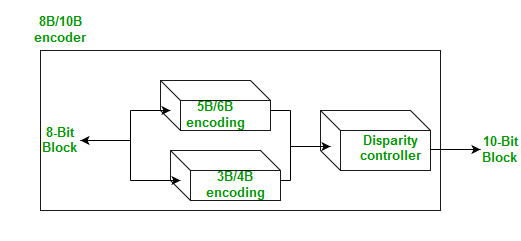 8B/10B
encoder
5B/6B
encoding
8-Bit
Block
3B/4B
encoding
Disparity
controller
10-Bit
Block